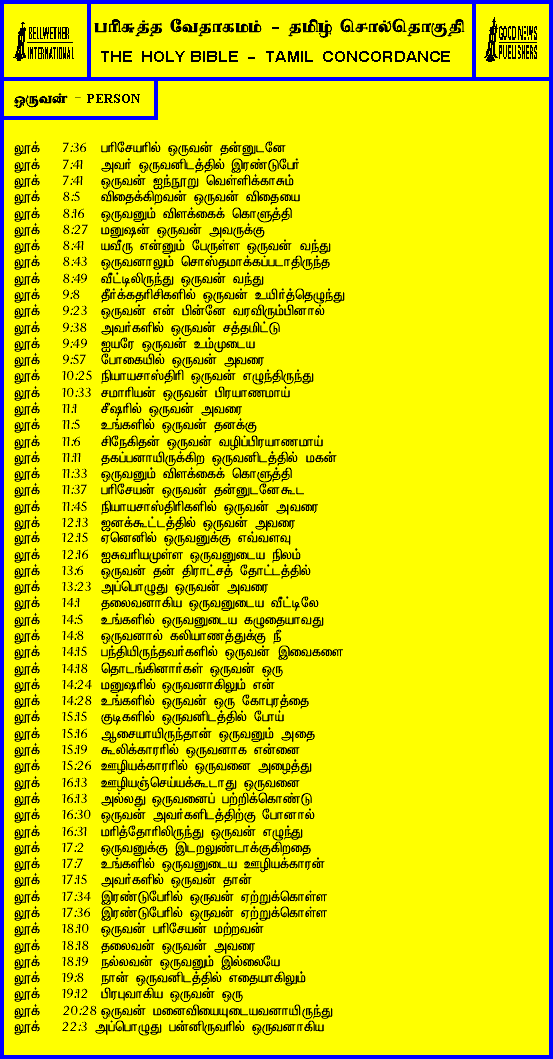 BELLWETHER
INTERNATIONAL
பரிசுத்த வேதாகமம் - தமிழ் சொல்தொகுதி
THE HOLY BIBLE - TAMIL CONCORDANCE
GOOD NEWS
PUBLISHERS
ஒருவன் - PERSON
லூக் 7:36 பரிசேயரில் ஒருவன் தன்னுடனே
லூக் 7:41 அவர் ஒருவனிடத்தில் இரண்டுபேர்
லூக் 7:41 ஒருவன் ஐந்நூறு வெள்ளிக்காசும்
லூக் 8:5 விதைக்கிறவன் ஒருவன் விதையை
லூக் 8:16 ஒருவனும் விளக்கைக் கொளுத்தி
லூக் 8:27 மனுஷன் ஒருவன் அவருக்கு
லூக் 8:41 யவீரு என்னும் பேருள்ள ஒருவன் வந்து
லூக் 8:43 ஒருவனாலும் சொஸ்தமாக்கப்படாதிருந்த
லூக் 8:49 வீட்டிலிருந்து ஒருவன் வந்து
லூக் 9:8 தீர்க்கதரிசிகளில் ஒருவன் உயிர்த்தெழுந்து
லூக் 9:23 ஒருவன் என் பின்னே வரவிரும்பினால்
லூக் 9:38 அவர்களில் ஒருவன் சத்தமிட்டு
லூக் 9:49 ஐயரே ஒருவன் உம்முடைய
லூக் 9:57 போகையில் ஒருவன் அவரை
லூக் 10:25 நியாயசாஸ்திரி ஒருவன் எழுந்திருந்து
லூக் 10:33 சமாரியன் ஒருவன் பிரயாணமாய்
லூக் 11:1 சீஷரில் ஒருவன் அவரை
லூக் 11:5 உங்களில் ஒருவன் தனக்கு
லூக் 11:6 சிநேகிதன் ஒருவன் வழிப்பிரயாணமாய்
லூக் 11:11 தகப்பனாயிருக்கிற ஒருவனிடத்தில் மகன்
லூக் 11:33 ஒருவனும் விளக்கைக் கொளுத்தி
லூக் 11:37 பரிசேயன் ஒருவன் தன்னுடனேகூட
லூக் 11:45 நியாயசாஸ்திரிகளில் ஒருவன் அவரை
லூக் 12:13 ஜனக்கூட்டத்தில் ஒருவன் அவரை
லூக் 12:15 ஏனெனில் ஒருவனுக்கு எவ்வளவு
லூக் 12:16 ஐசுவரியமுள்ள ஒருவனுடைய நிலம்
லூக் 13:6 ஒருவன் தன் திராட்சத் தோட்டத்தில்
லூக் 13:23 அப்பொழுது ஒருவன் அவரை
லூக் 14:1 தலைவனாகிய ஒருவனுடைய வீட்டிலே
லூக் 14:5 உங்களில் ஒருவனுடைய கழுதையாவது
லூக் 14:8 ஒருவனால் கலியாணத்துக்கு நீ
லூக் 14:15 பந்தியிருந்தவர்களில் ஒருவன் இவைகளை
லூக் 14:18 தொடங்கினார்கள் ஒருவன் ஒரு
லூக் 14:24 மனுஷரில் ஒருவனாகிலும் என்
லூக் 14:28 உங்களில் ஒருவன் ஒரு கோபுரத்தை
லூக் 15:15 குடிகளில் ஒருவனிடத்தில் போய்
லூக் 15:16 ஆசையாயிருந்தான் ஒருவனும் அதை
லூக் 15:19 கூலிக்காரரில் ஒருவனாக என்னை
லூக் 15:26 ஊழியக்காரரில் ஒருவனை அழைத்து
லூக் 16:13 ஊழியஞ்செய்யக்கூடாது ஒருவனை
லூக் 16:13 அல்லது ஒருவனைப் பற்றிக்கொண்டு
லூக் 16:30 ஒருவன் அவர்களிடத்திற்கு போனால்
லூக் 16:31 மரித்தோரிலிருந்து ஒருவன் எழுந்து
லூக் 17:2 ஒருவனுக்கு இடறலுண்டாக்குகிறதை
லூக் 17:7 உங்களில் ஒருவனுடைய ஊழியக்காரன்
லூக் 17:15 அவர்களில் ஒருவன் தான்
லூக் 17:34 இரண்டுபேரில் ஒருவன் ஏற்றுக்கொள்ள
லூக் 17:36 இரண்டுபேரில் ஒருவன் ஏற்றுக்கொள்ள
லூக் 18:10 ஒருவன் பரிசேயன் மற்றவன்
லூக் 18:18 தலைவன் ஒருவன் அவரை
லூக் 18:19 நல்லவன் ஒருவனும் இல்லையே
லூக் 19:8 நான் ஒருவனிடத்தில் எதையாகிலும்
லூக் 19:12 பிரபுவாகிய ஒருவன் ஒரு
லூக் 20:28 ஒருவன் மனைவியையுடையவனாயிருந்து
லூக் 22:3 அப்பொழுது பன்னிருவரில் ஒருவனாகிய